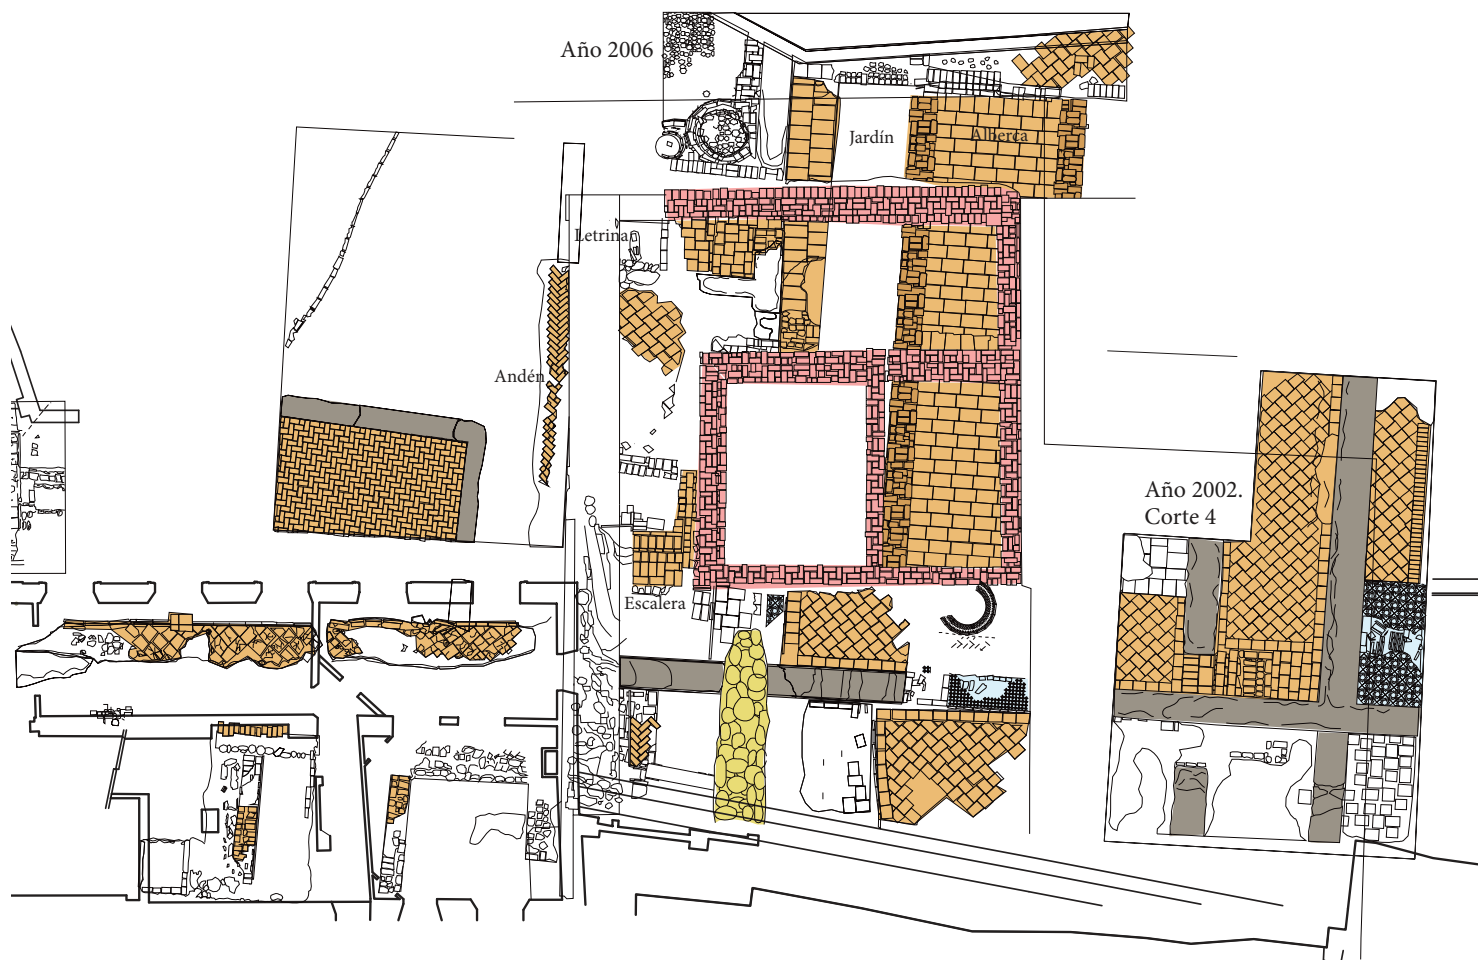 Año 2006
Jardín
Alberca
Letrina
Andén
Año 2002.
Corte 4
Escalera